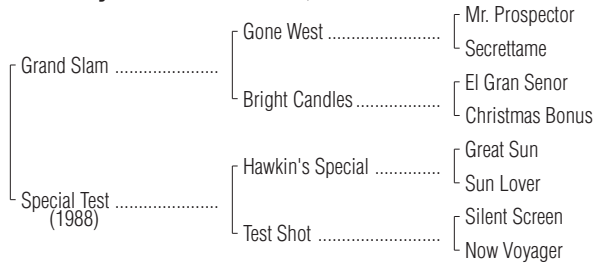 Mr. Prospector
Gone West ......................
Secrettame
Grand Slam ....................
El Gran Senor
Bright Candles ................
Christmas Bonus
Great Sun
Hawkin's Special .............
Sun Lover
Special Test ....................
(1988)
Silent Screen
Test Shot ........................
Now Voyager